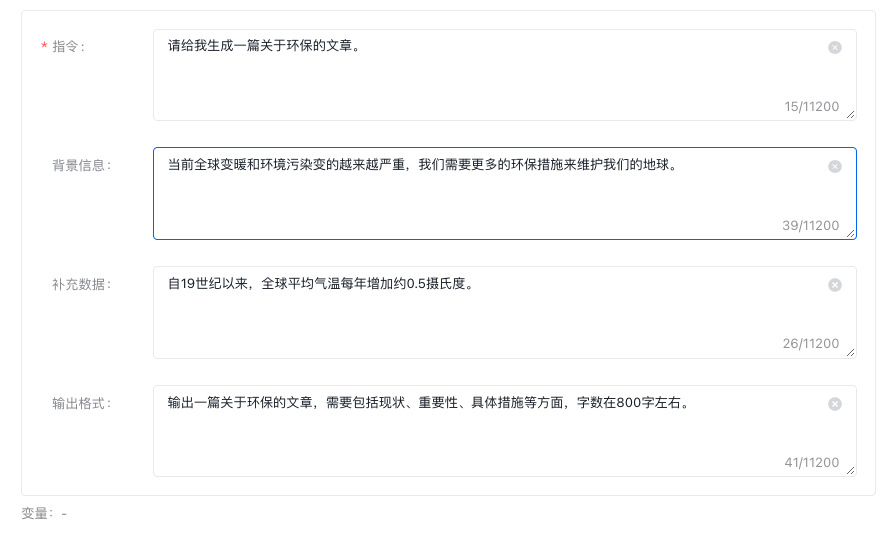 * 指令：
请给我生成一篇关于环保的文章。
15/11200
背景信息：
当前全球变暖和环境污染变的越来越严重，我们需要更多的环保措施来维护我们的地球。
39/11200
补充数据：
自19世纪以来，全球平均气温每年增加约0.5摄氏度。
26/11200
输出格式：
输出一篇关于环保的文章，需要包括现状、重要性、具体措施等方面，字数在800字左右。
41/11200
变量：-